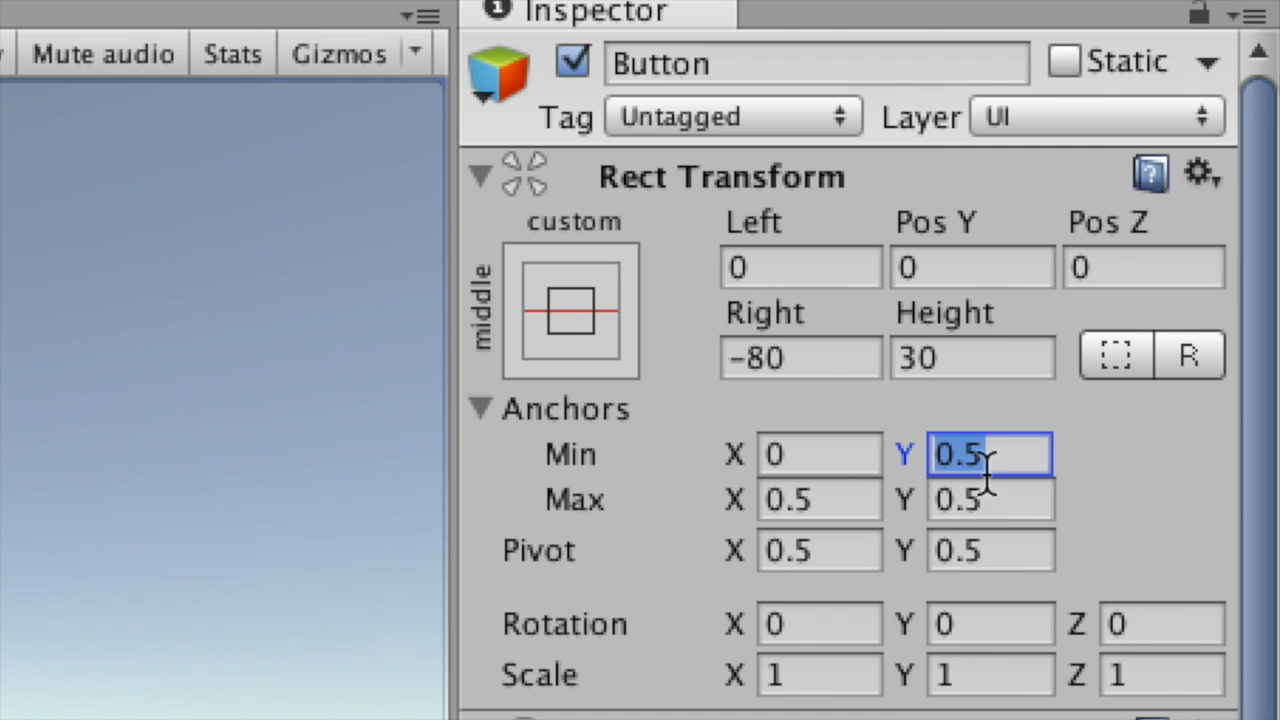 Inspector
Mute audio Stats Gizmos
Button Static
Tag Untagged Layer UI
Rect Transform
custom Left Pos Y Pos Z
middle
0 0 0
Right Height
-80 30 R
Anchors
Min X 0 Y 0.5
Max X 0.5 Y 0.5
Pivot X 0.5 Y 0.5
Rotation X 0 Y 0 Z 0
Scale X 1 Y 1 Z 1